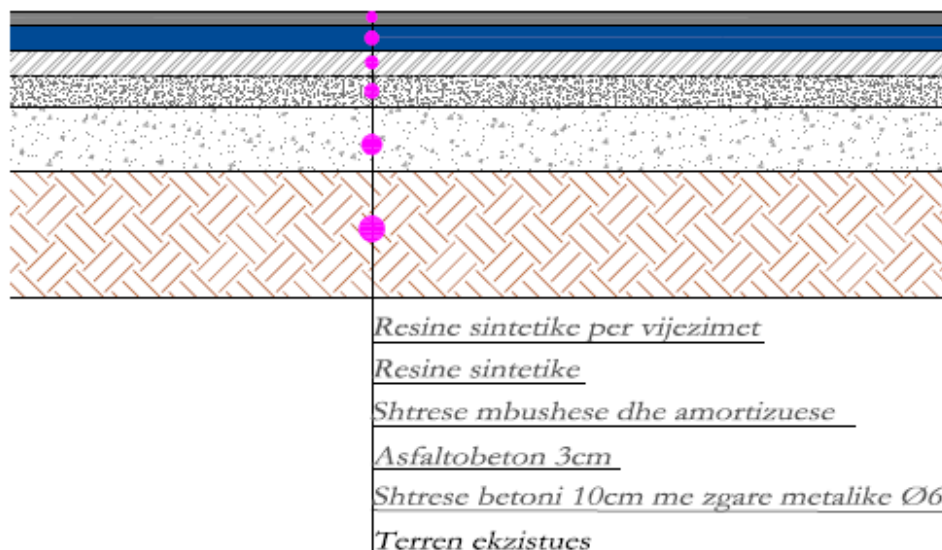 Resine sintetike per vijezimet
Resine sintetike
Shtrese mbushese dhe amortizuese
Asfaltobeton 3cm
Shtrese betoni 10cm me zgare metalike Ø6
Terren ekzistues